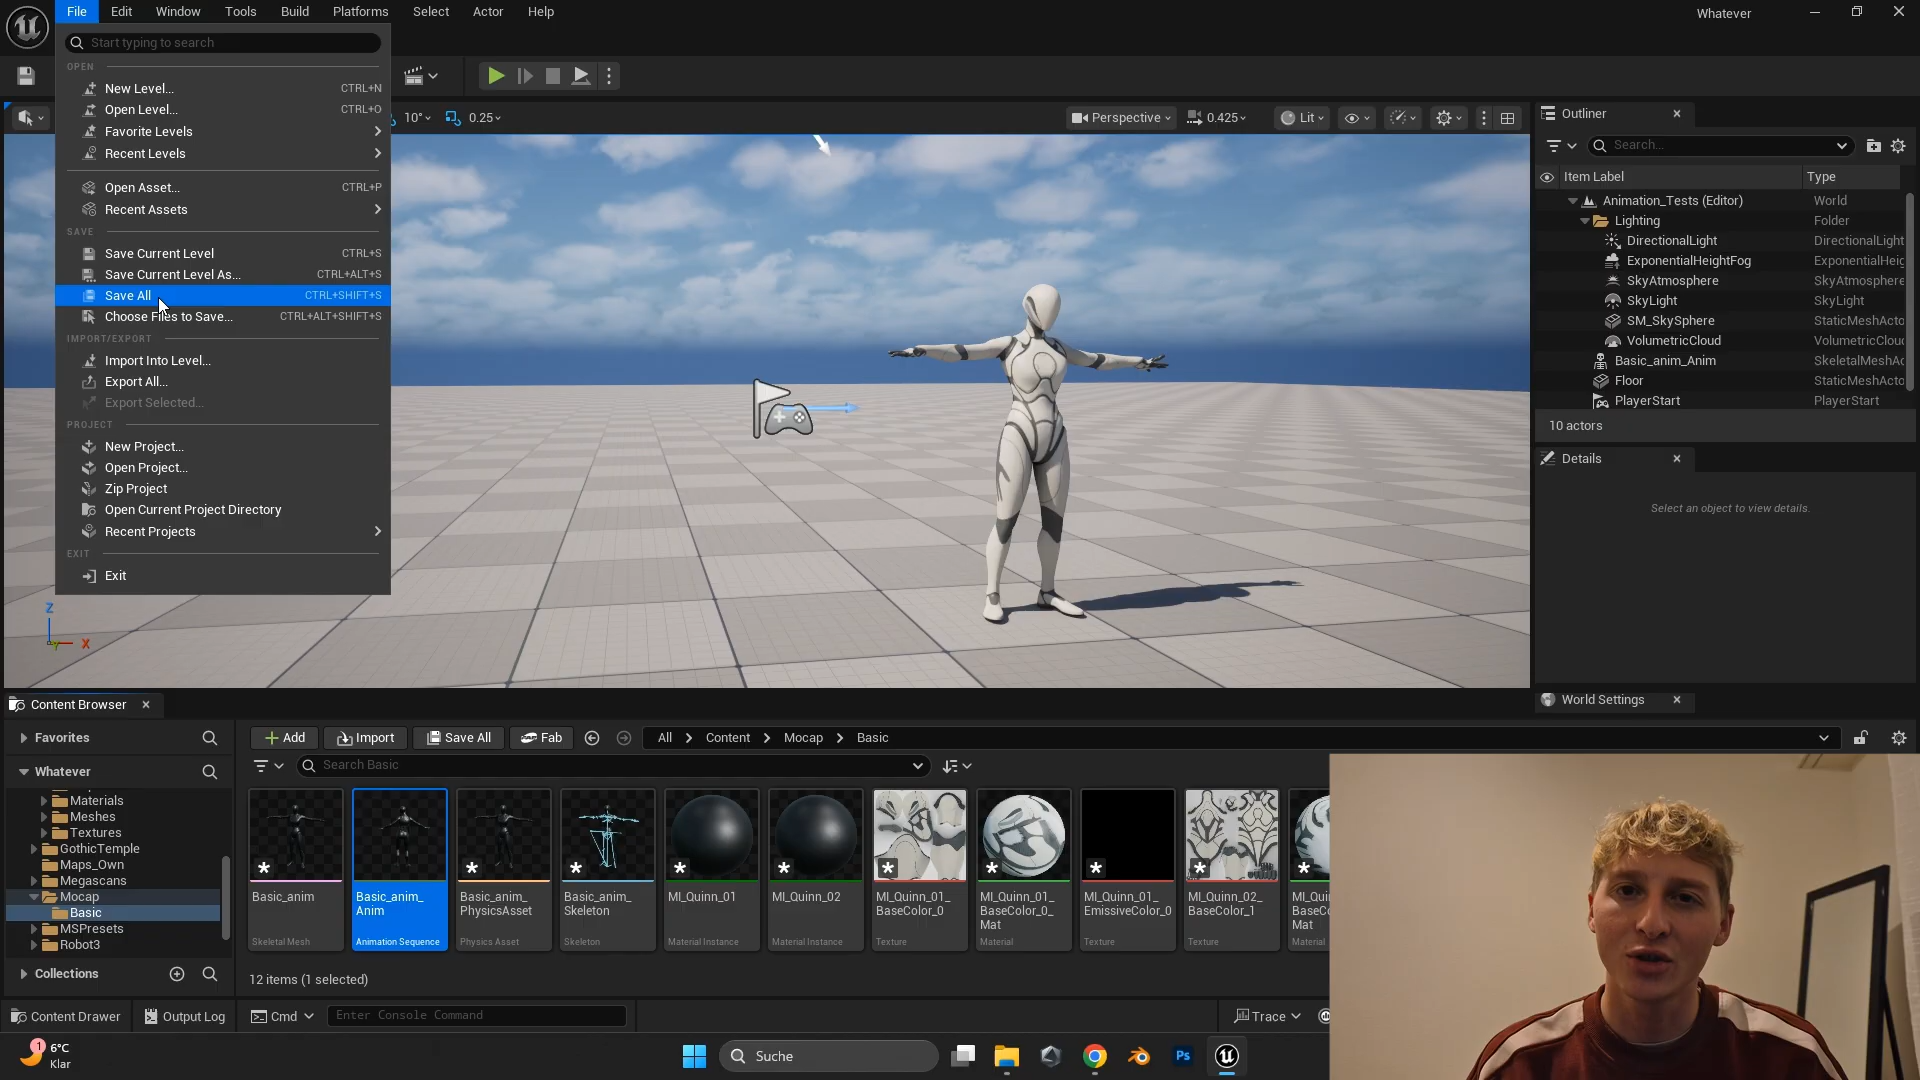 File Edit Window Tools Build Platforms Select Actor Help
Whatever
Start typing to search
OPEN
New Level... CTRL+N
Open Level... CTRL+O
Favorite Levels
Recent Levels
Open Asset... CTRL+P
Recent Assets
SAVE
Save Current Level CTRL+S
Save Current Level As... CTRL+ALT+S
Save All CTRL+SHIFT+S
Choose Files to Save... CTRL+ALT+SHIFT+S
IMPORT/EXPORT
Import Into Level...
Export All...
Export Selected...
PROJECT
New Project...
Open Project...
Zip Project
Open Current Project Directory
Recent Projects
EXIT
Exit
10° 0.25 Perspective 0.425 Lit
Z
X
Outliner
Search...
Item Label Type
Animation_Tests (Editor) World
Lighting Folder
DirectionalLight DirectionalLight
ExponentialHeightFog ExponentialHeig
SkyAtmosphere SkyAtmosphere
SkyLight SkyLight
SM_SkySphere StaticMeshActo
VolumetricCloud VolumetricClou
Basic_anim_Anim SkeletalMeshAc
Floor StaticMeshActo
PlayerStart PlayerStart
10 actors
Details
Select an object to view details.
World Settings
Content Browser
Favorites
Whatever
Materials
Meshes
Textures
GothicTemple
Maps_Own
Megascans
Mocap
Basic
MSPresets
Robot3
Collections
Add Import Save All Fab All Content Mocap Basic
Search Basic
Basic_anim
Skeletal Mesh
Basic_anim_
Anim
Animation Sequence
Basic_anim_
PhysicsAsset
Physics Asset
Basic_anim_
Skeleton
Skeleton
MI_Quinn_01
Material Instance
MI_Quinn_02
Material Instance
MI_Quinn_01_
BaseColor_0
Texture
MI_Quinn_01_
BaseColor_0_
Mat
Material
MI_Quinn_01_
EmissiveColor_0
Texture
MI_Quinn_02_
BaseColor_1
Texture
MI_Quin
BaseCol
Mat
Material
12 items (1 selected)
Content Drawer Output Log Cmd Enter Console Command Trace
1
6°C
Klar
Suche
Ps